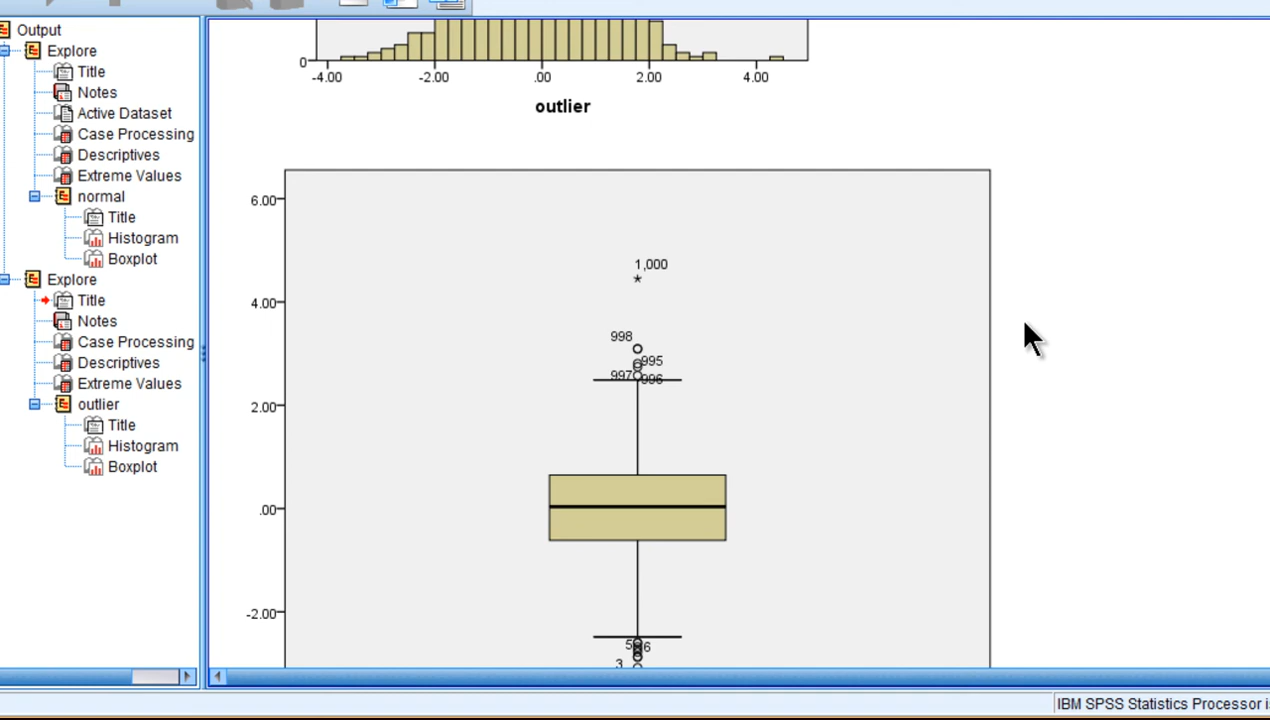 Output
Explore
Title
Notes
Active Dataset
Case Processing
Descriptives
Extreme Values
normal
Title
Histogram
Boxplot
Explore
Title
Notes
Case Processing
Descriptives
Extreme Values
outlier
Title
Histogram
Boxplot
0
-4.00 -2.00 .00 2.00 4.00
outlier
6.00
4.00
2.00
.00
-2.00
1,000
998
995
997 996
5 6
3
IBM SPSS Statistics Processor i